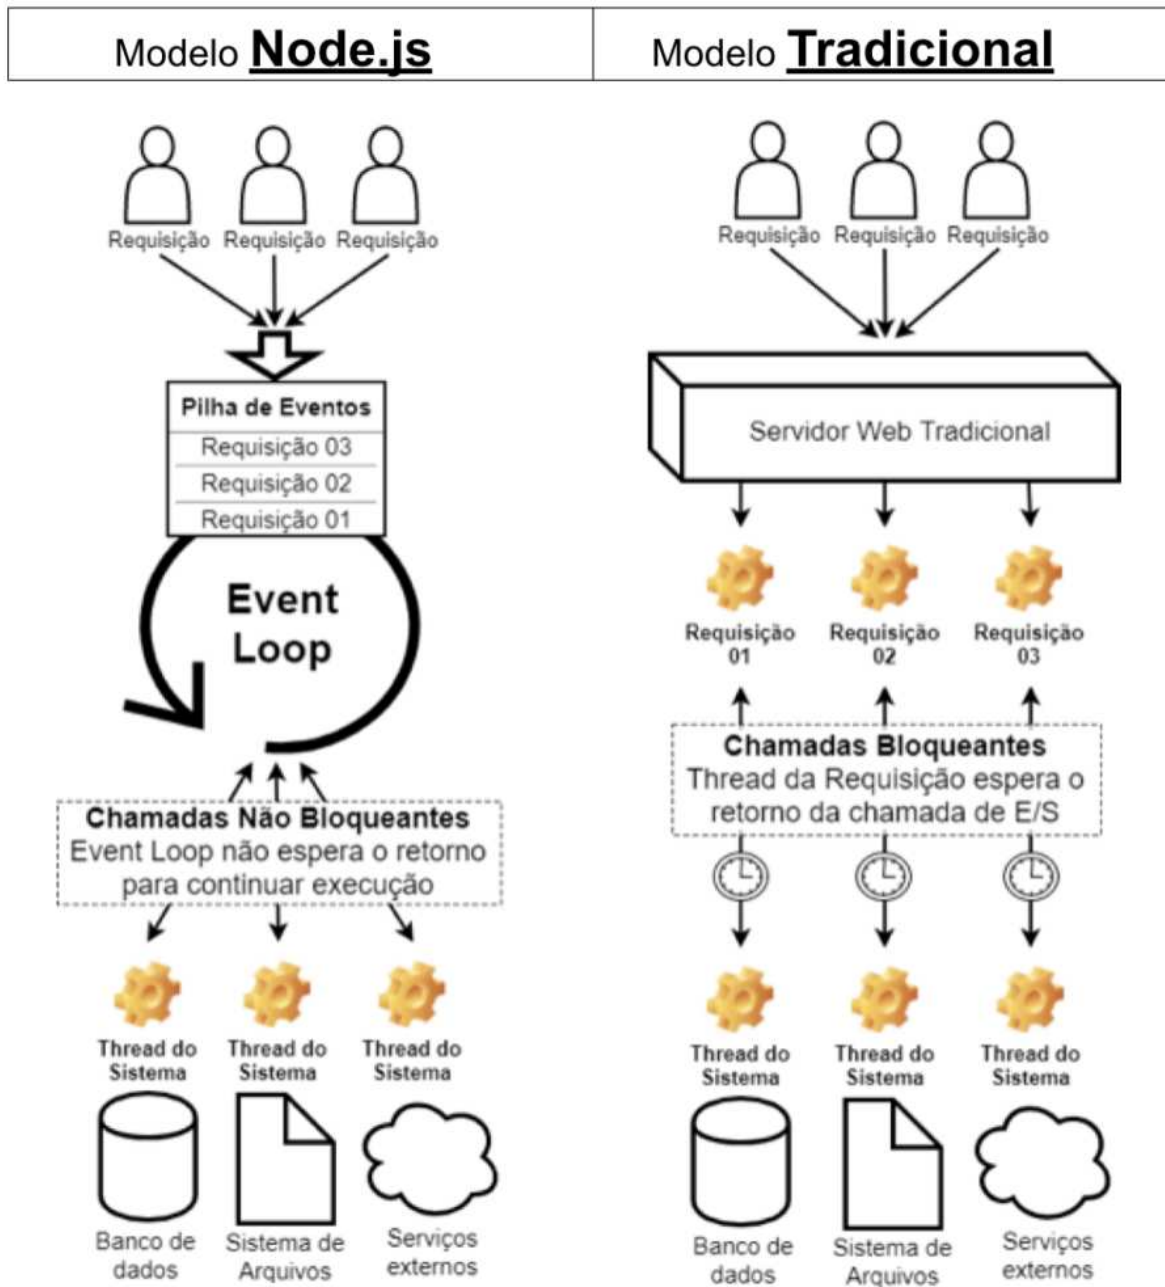 Modelo Node.js
Modelo Tradicional
Requisição Requisição Requisição
Pilha de Eventos
Requisição 03
Requisição 02
Requisição 01
Event
Loop
Chamadas Não Bloqueantes
Event Loop não espera o retorno
para continuar execução
Thread do Sistema
Thread do Sistema
Thread do Sistema
Banco de
dados
Sistema de
Arquivos
Serviços
externos
Requisição Requisição Requisição
Servidor Web Tradicional
Requisição
01
Requisição
02
Requisição
03
Chamadas Bloqueantes
Thread da Requisição espera o
retorno da chamada de E/S
Thread do
Sistema
Thread do
Sistema
Thread do
Sistema
Banco de
dados
Sistema de
Arquivos
Serviços
externos